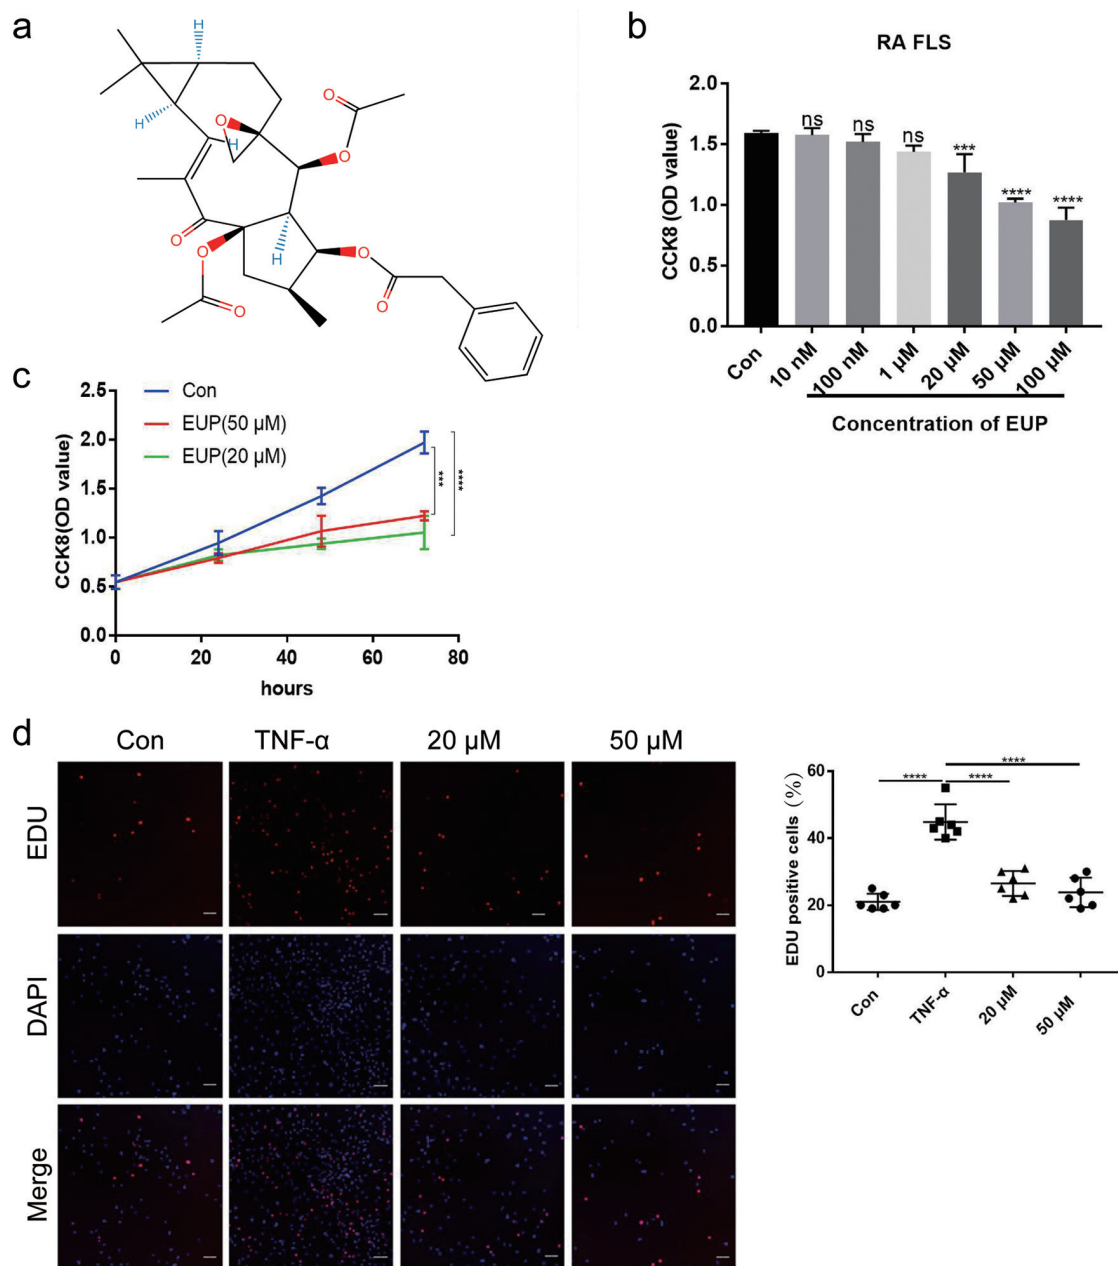 a
H
H
O
H
O
O
O
O
O
H
O
O
O
b
RA FLS
CCK8 (OD value)
2.0
1.5
1.0
0.5
0.0
ns
ns
ns
***
****
****
Con
10 nM
100 nM
1 μM
20 μM
50 μM
100 μM
Concentration of EUP
c
CCK8(OD value)
2.5
2.0
1.5
1.0
0.5
0.0
Con
EUP(50 μM)
EUP(20 μM)
***
****
0
20
40
60
80
hours
d
Con
TNF-α
20 μM
50 μM
EDU
DAPI
Merge
EDU positive cells (%)
60
40
20
0
****
****
****
Con
TNF-α
20 μM
50 μM